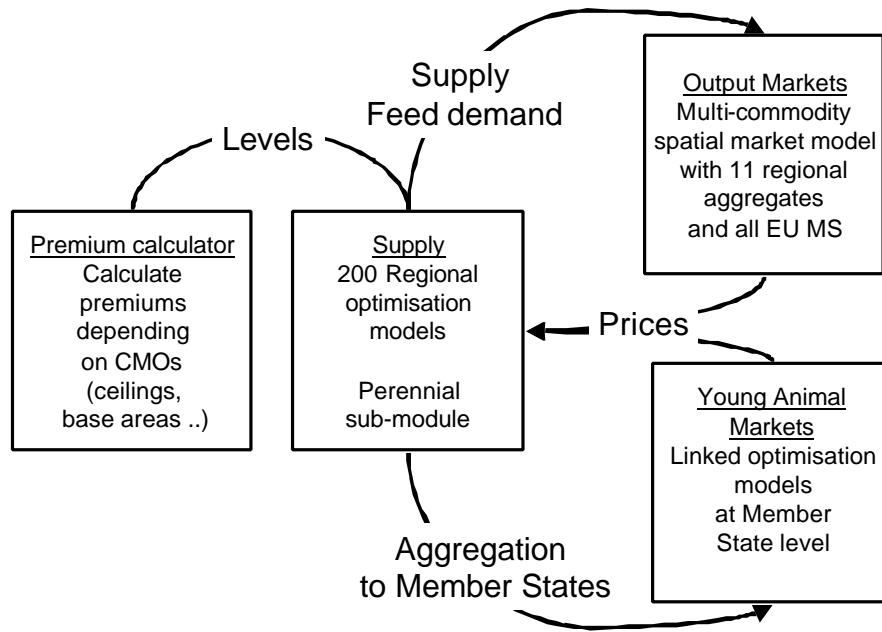 Supply
Feed demand
Levels
Output Markets
Multi-commodity
spatial market model
with 11 regional
aggregates
and all EU MS
Premium calculator
Calculate
premiums
depending
on CMOs
(ceilings,
base areas ..)
Supply
200 Regional
optimisation
models
Perennial
sub-module
Prices
Young Animal
Markets
Linked optimisation
models
at Member
State level
Aggregation
to Member States